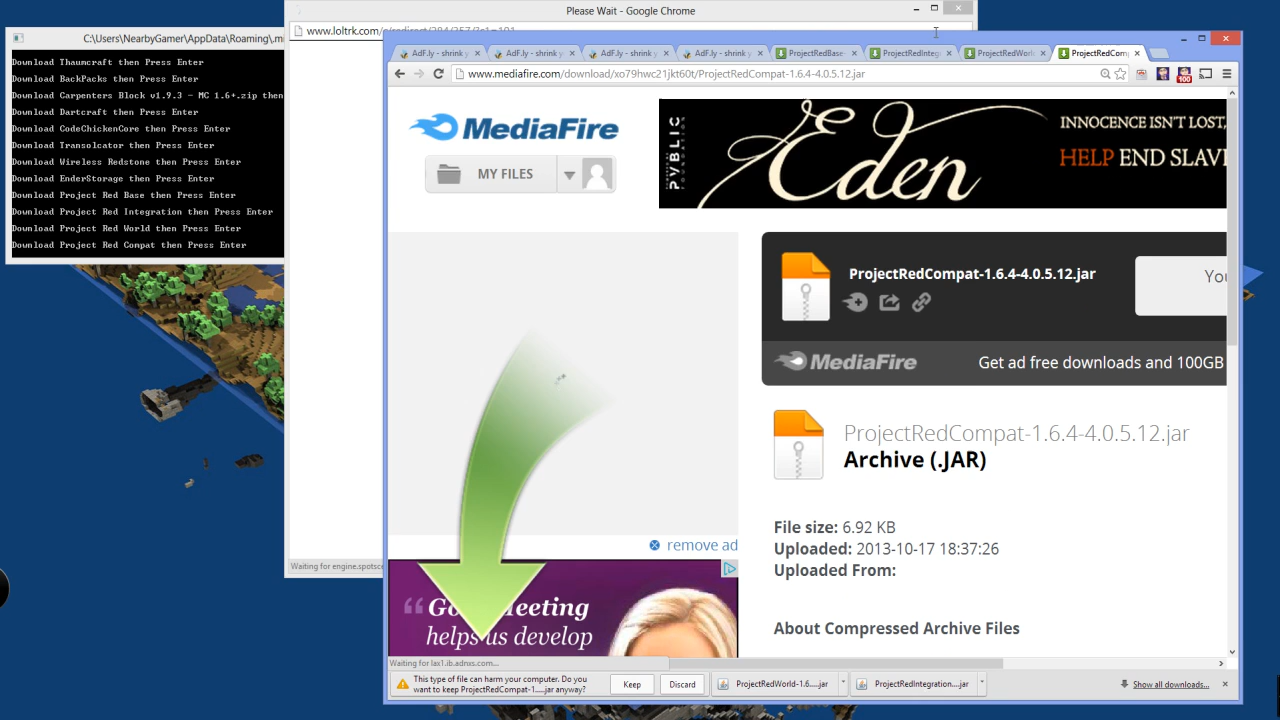 Please Wait - Google Chrome
www.loltrk.com
C:\Users\NearbyGamer\AppData\Roaming\.mi
Download Thaumcraft then Press Enter
Download BackPacks then Press Enter
Download Carpenters Block v1.9.3 - MC 1.6+.zip then
Download Dartcraft then Press Enter
Download CodeChickenCore then Press Enter
Download Transolcator then Press Enter
Download Wireless Redstone then Press Enter
Download EnderStorage then Press Enter
Download Project Red Base then Press Enter
Download Project Red Integration then Press Enter
Download Project Red World then Press Enter
Download Project Red Compat then Press Enter
Waiting for engine.spotsc
AdF.ly - shrink y
AdF.ly - shrink y
AdF.ly - shrink y
AdF.ly - shrink y
ProjectRedBase
ProjectRedInteg
ProjectRedWorl
ProjectRedCom
www.mediafire.com/download/xo79hwc21jkt60t/ProjectRedCompat-1.6.4-4.0.5.12.jar
100
MediaFire
MY FILES
PVBLIC
FOUNDATION
Eden
INNOCENCE ISN'T LOST,
HELP END SLAV
ProjectRedCompat-1.6.4-4.0.5.12.jar
You
MediaFire
Get ad free downloads and 100GB
ProjectRedCompat-1.6.4-4.0.5.12.jar
Archive (.JAR)
File size: 6.92 KB
Uploaded: 2013-10-17 18:37:26
Uploaded From:
About Compressed Archive Files
remove ad
helps us develop
Waiting for lax1.ib.adnxs.com...
This type of file can harm your computer. Do you
want to keep ProjectRedCompat-1....jar anyway?
Keep
Discard
ProjectRedWorld-1.6....jar
ProjectRedIntegration....jar
Show all downloads...